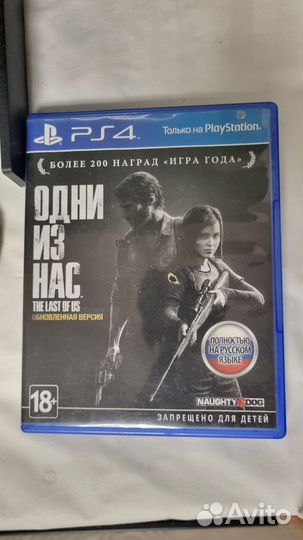 PS4
Только на PlayStation
БОЛЕЕ 200 НАГРАД «ИГРА ГОДА»
ОДНИ
ИЗ
НАС
THE LAST OF US
ОБНОВЛЕННАЯ ВЕРСИЯ
ПОЛНОСТЬЮ
НА РУССКОМ
ЯЗЫКЕ
18+
ЗАПРЕЩЕНО ДЛЯ ДЕТЕЙ
NAUGHTY DOG
Avito